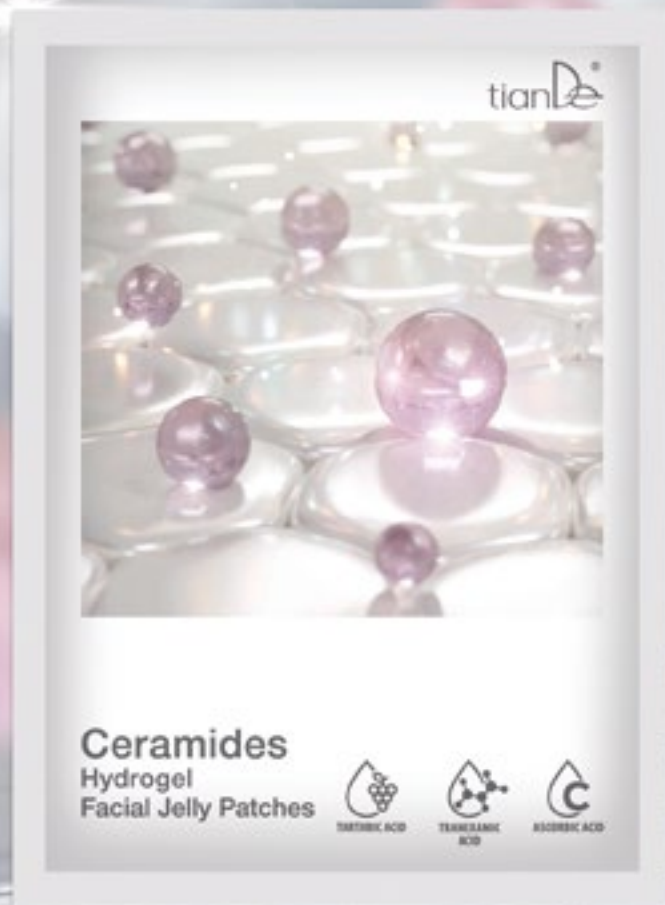 tianDe®
Ceramides
Hydrogel
Facial Jelly Patches
TARTARIC ACID
TRANEXAMIC
ACID
ASCORBIC ACID